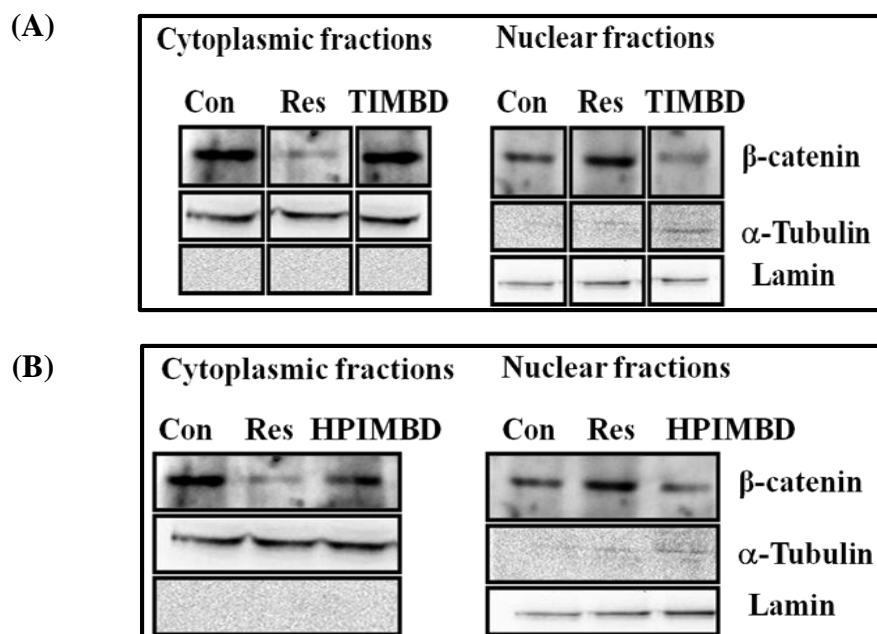 (A)
Cytoplasmic fractions
Nuclear fractions
Con Res TIMBD
Con Res TIMBD
β-catenin
α-Tubulin
Lamin
(B)
Cytoplasmic fractions
Nuclear fractions
Con Res HPIMBD
Con Res HPIMBD
β-catenin
α-Tubulin
Lamin